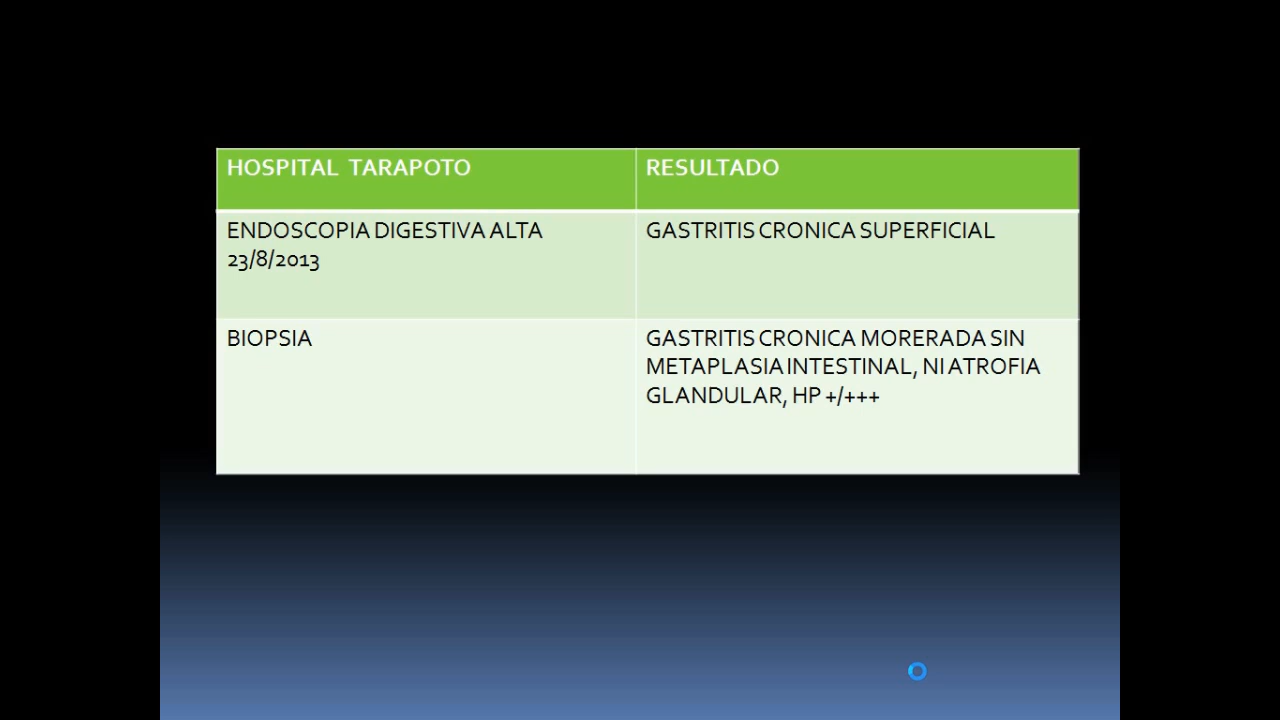 HOSPITAL TARAPOTO
RESULTADO
ENDOSCOPIA DIGESTIVA ALTA
23/8/2013
GASTRITIS CRONICA SUPERFICIAL
BIOPSIA
GASTRITIS CRONICA MORERADA SIN
METAPLASIA INTESTINAL, NI ATROFIA
GLANDULAR, HP +/+++